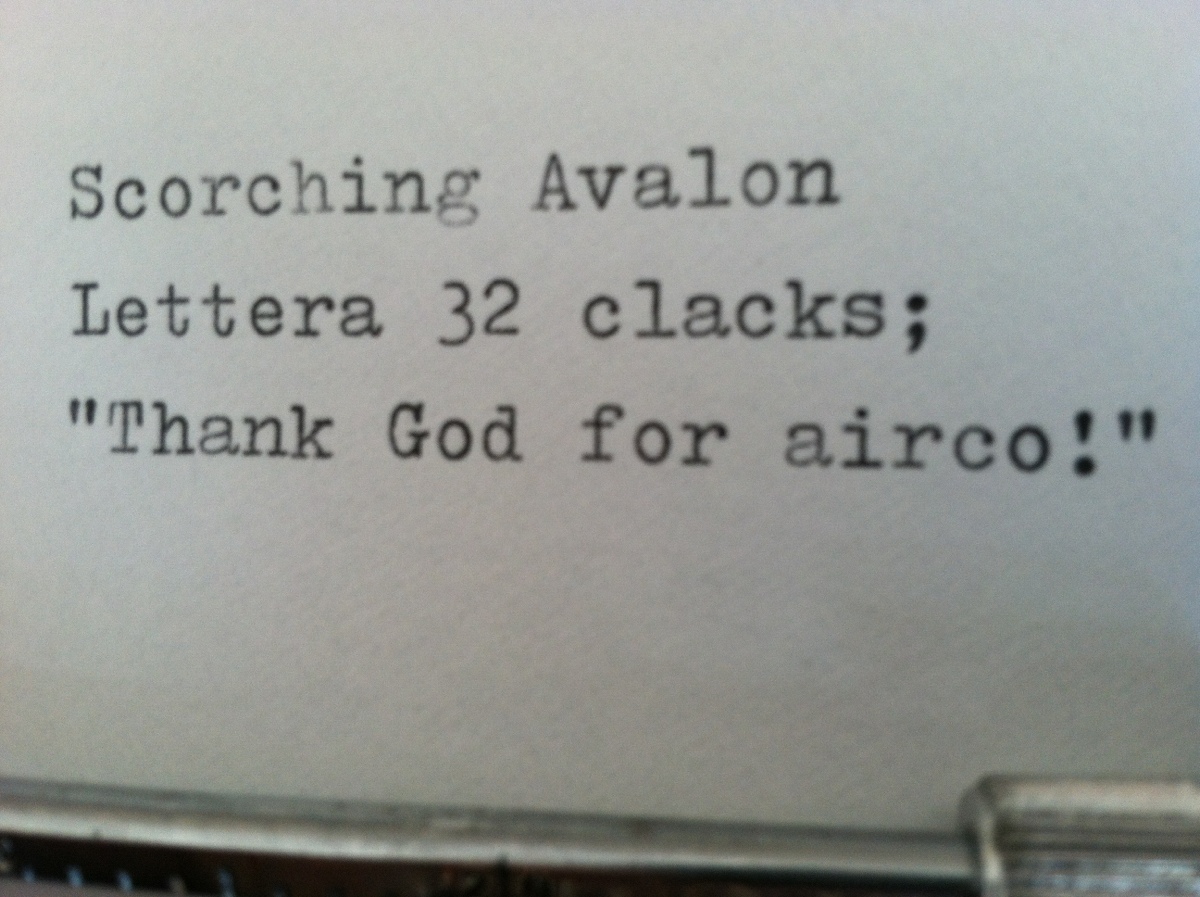 Scorching Avalon
Lettera 32 clacks;
"Thank God for airco!"